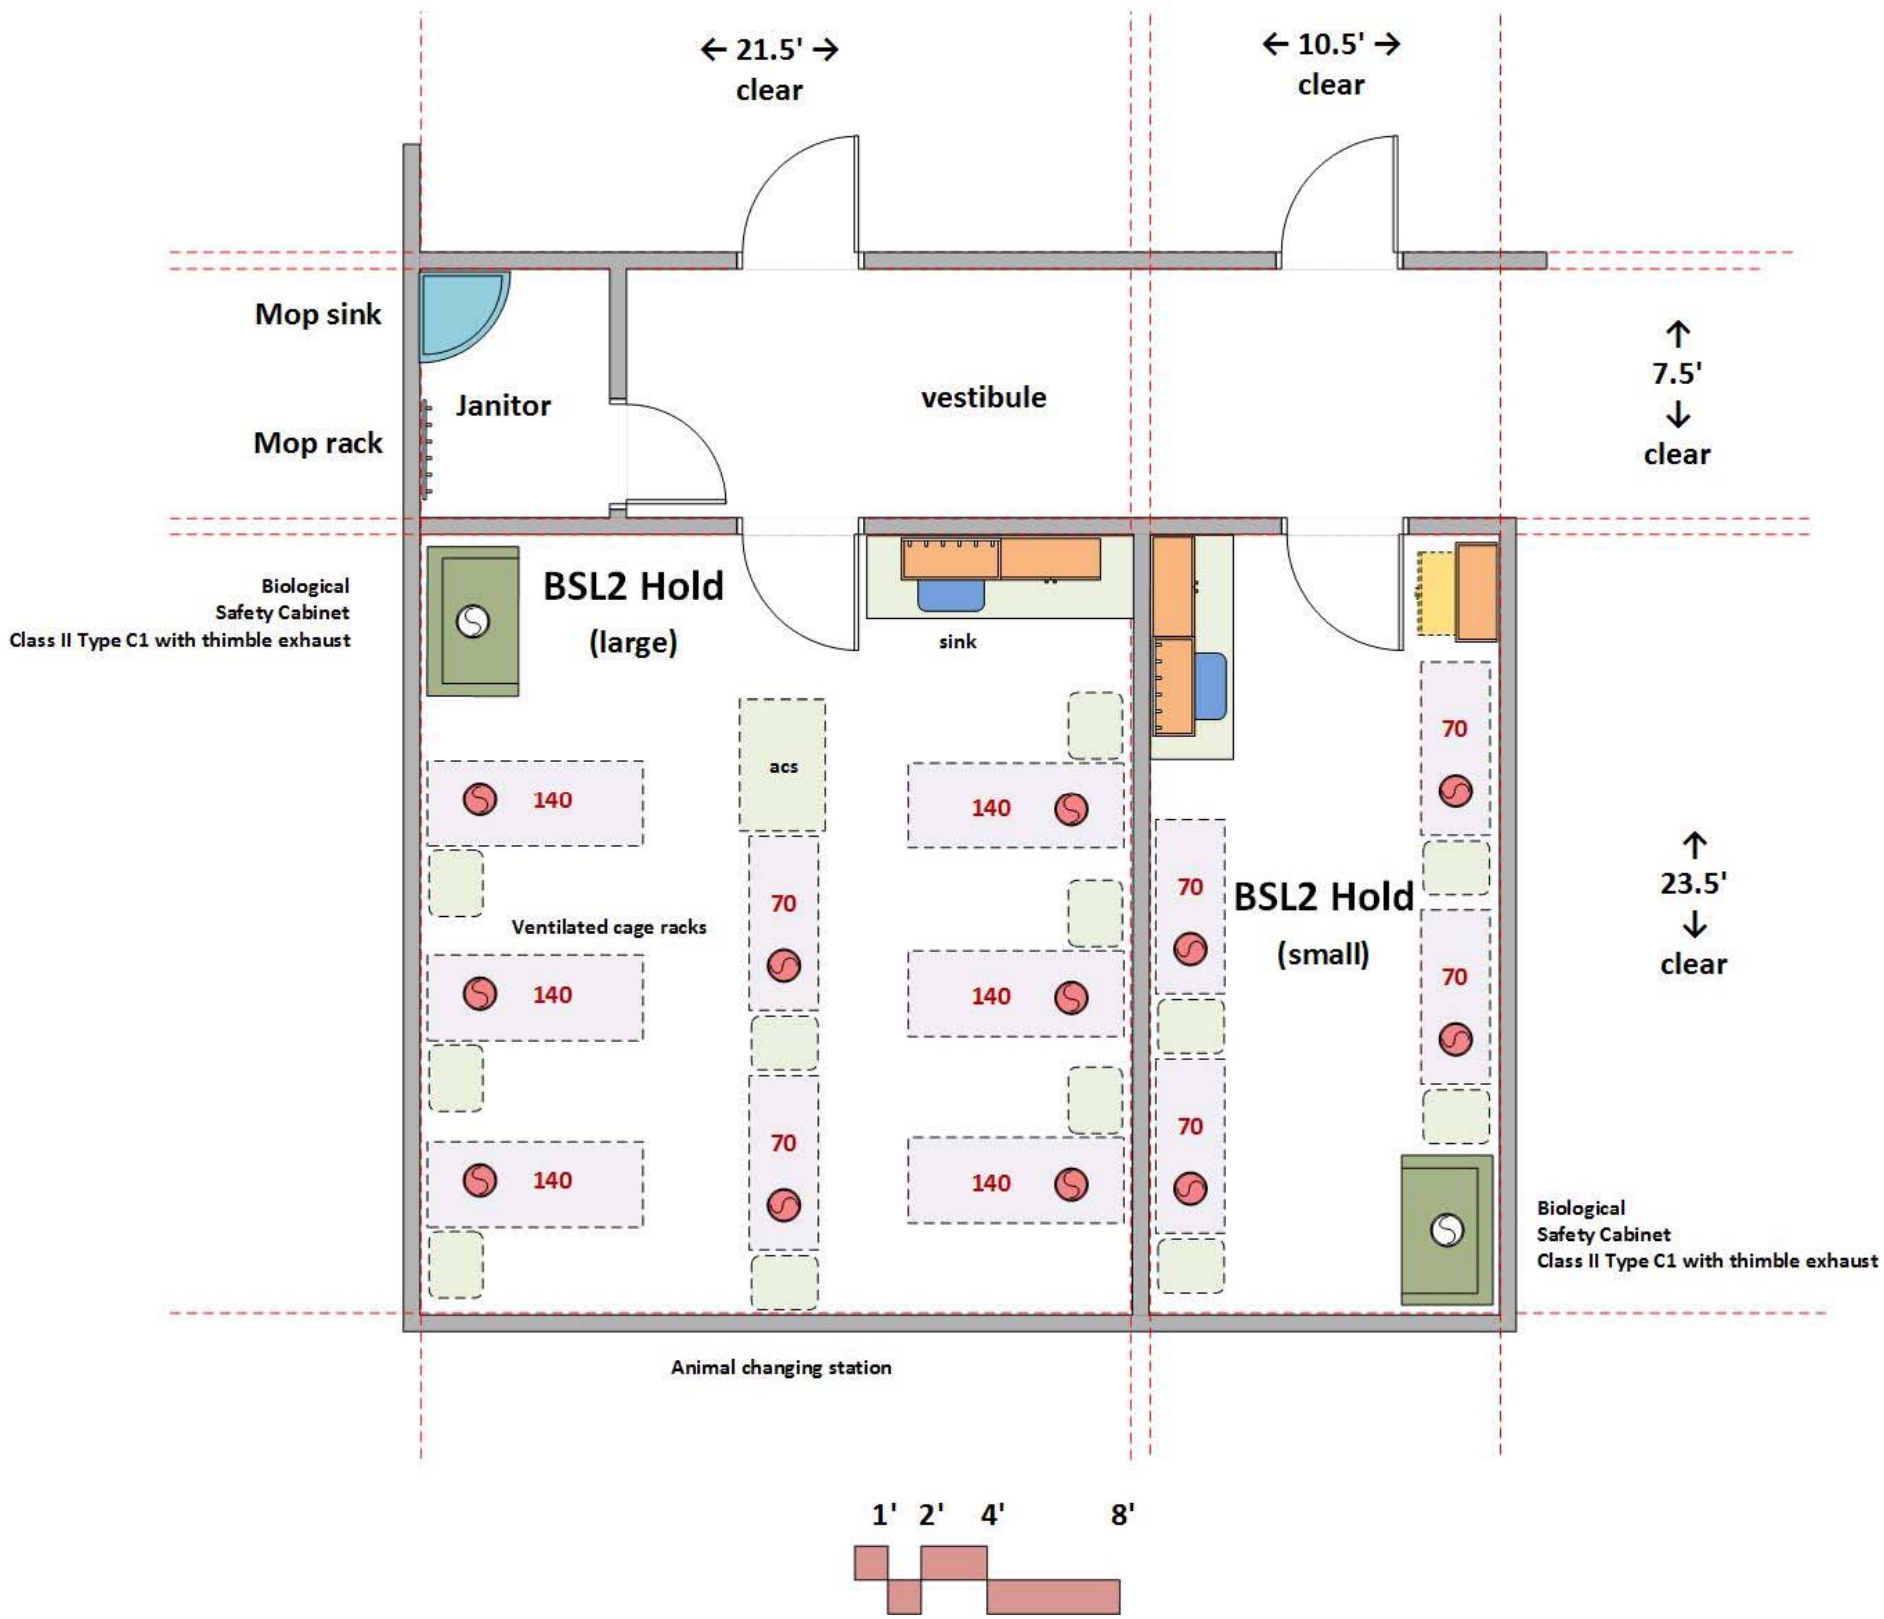 ← 21.5' →
clear
← 10.5' →
clear
Mop sink
Mop rack
Janitor
vestibule
↑
7.5'
↓
clear
Biological
Safety Cabinet
Class II Type C1 with thimble exhaust
BSL2 Hold
(large)
sink
acs
140
140
70
Ventilated cage racks
140
140
70
140
140
70
70
70
BSL2 Hold
(small)
70
70
↑
23.5'
↓
clear
Biological
Safety Cabinet
Class II Type C1 with thimble exhaust
Animal changing station
1' 2' 4' 8'